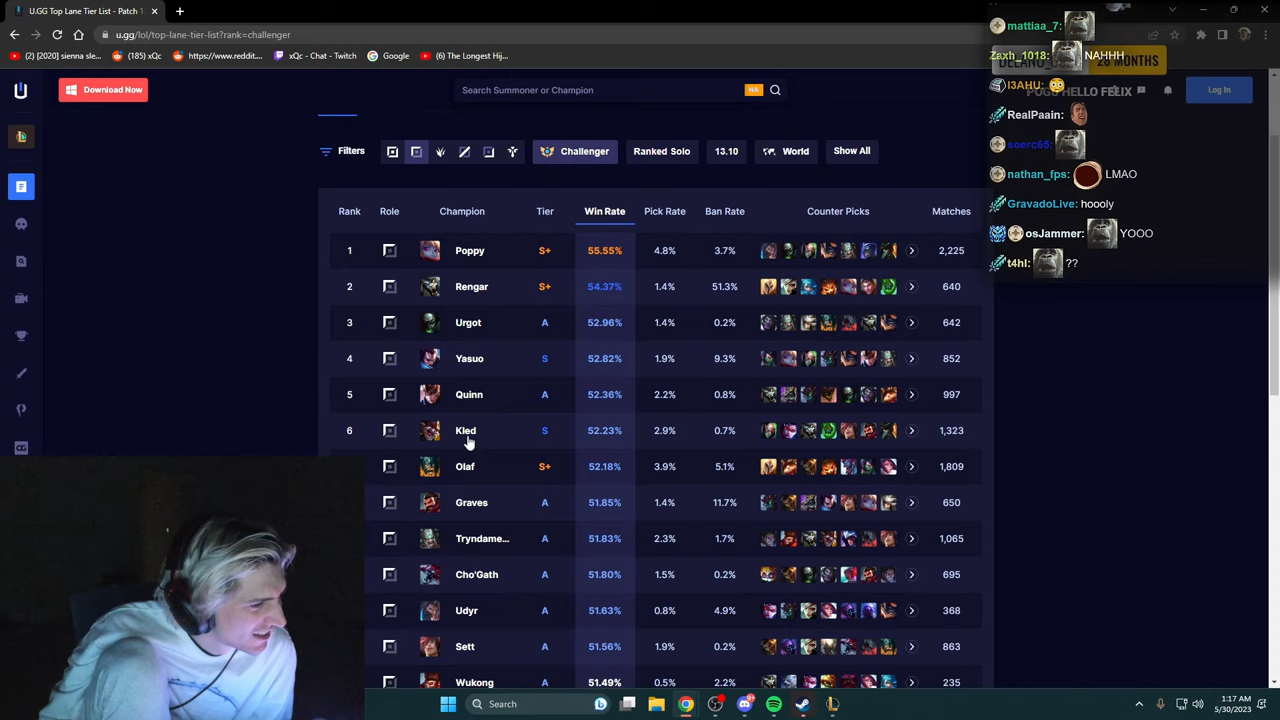 U.GG Top Lane Tier List - Patch 1
u.gg/lol/top-lane-tier-list?rank=challenger
(2) [2020] sienna sle
(185) xQc
https://www.reddit....
xQc - Chat - Twitch
Google
(6) The Longest Hij...
mattiaa_7:
Zaxh_1018: NAHHH
28 MONTHS
I3AHU:
POGS HELLO FELIX
Log In
RealPaain:
soerc65:
nathan_fps: LMAO
GravadoLive: hoooly
osJammer: YOOO
t4hl: ??
Download Now
Search Summoner or Champion
NA
Filters
Challenger
Ranked Solo
13.10
World
Show All
Rank Role Champion Tier Win Rate Pick Rate Ban Rate Counter Picks Matches
1 Poppy S+ 55.55% 4.8% 3.7% 2,225
2 Rengar S+ 54.37% 1.4% 51.3% 640
3 Urgot A 52.96% 1.4% 0.2% 642
4 Yasuo S 52.82% 1.9% 9.3% 852
5 Quinn A 52.36% 2.2% 0.8% 997
6 Kled S 52.23% 2.9% 0.7% 1,323
Olaf S+ 52.18% 3.9% 5.1% 1,809
Graves A 51.85% 1.4% 11.7% 650
Tryndame... A 51.83% 2.3% 1.7% 1,065
Cho'Gath A 51.80% 1.5% 0.2% 695
Udyr A 51.63% 0.8% 4.9% 368
Sett A 51.56% 1.9% 0.2% 863
Wukong A 51.49% 0.5% 2.2% 235
Search
1:17 AM
5/30/2023